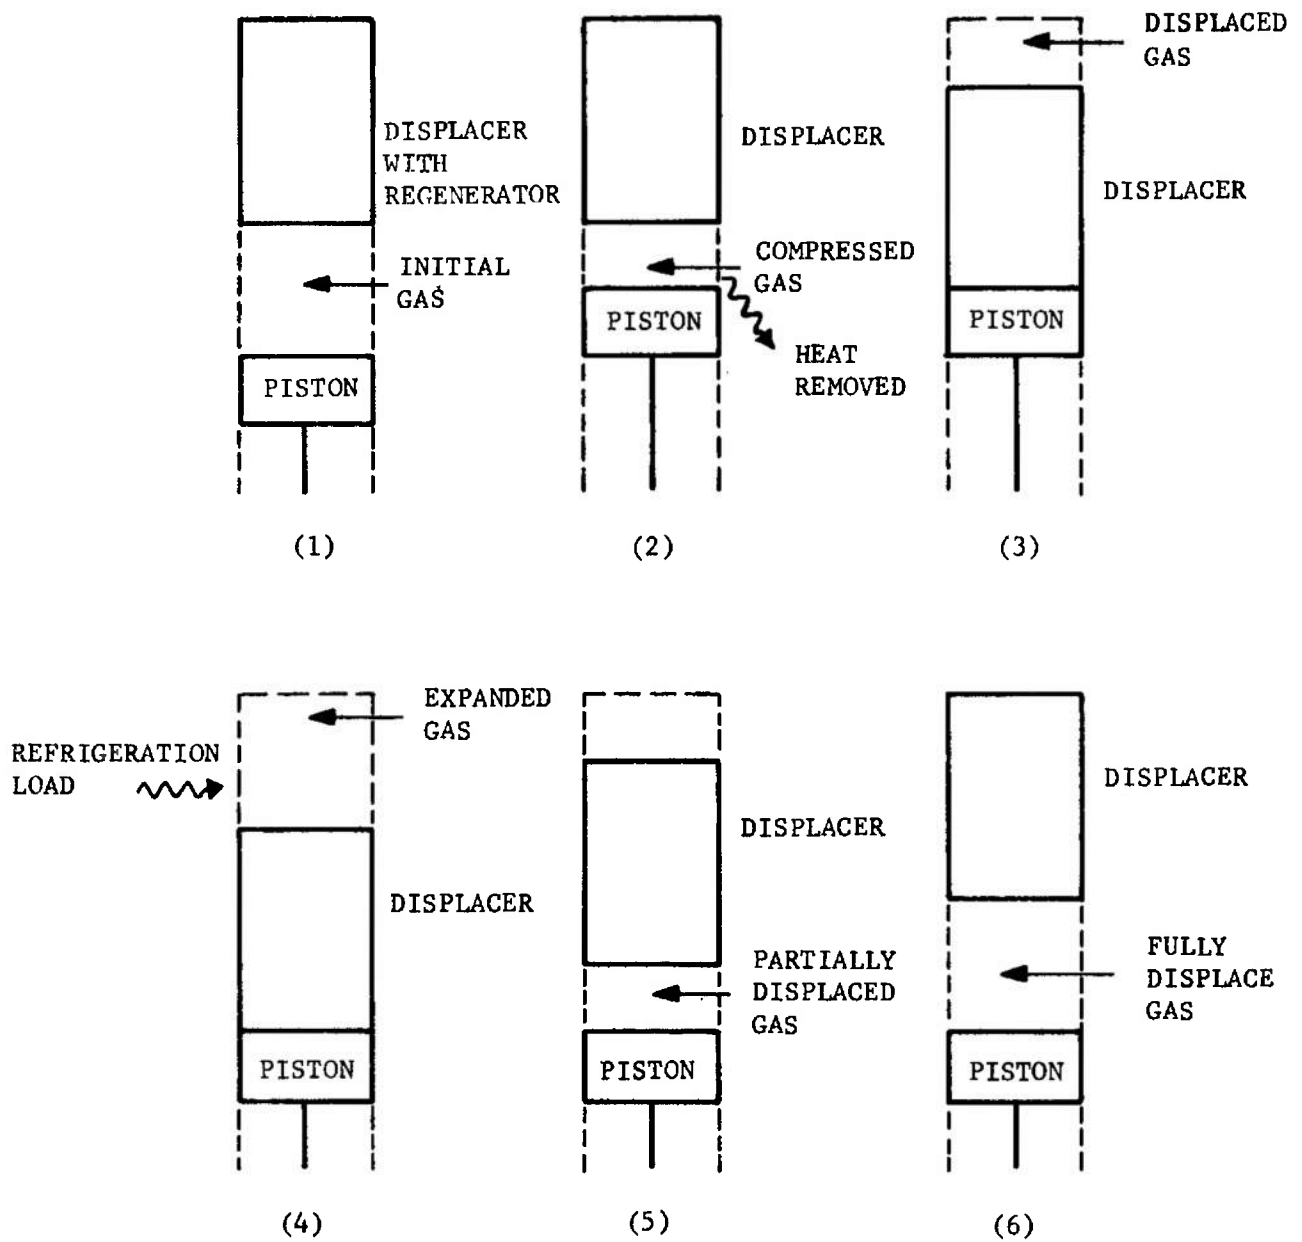 DISPLACER
WITH
REGENERATOR
INITIAL
GAS
PISTON
(1)
DISPLACER
COMPRESSED
GAS
PISTON
HEAT
REMOVED
(2)
DISPLACED
GAS
DISPLACER
PISTON
(3)
EXPANDED
GAS
REFRIGERATION
LOAD
DISPLACER
PISTON
(4)
DISPLACER
PARTIALLY
DISPLACED
GAS
PISTON
(5)
DISPLACER
FULLY
DISPLACE
GAS
PISTON
(6)